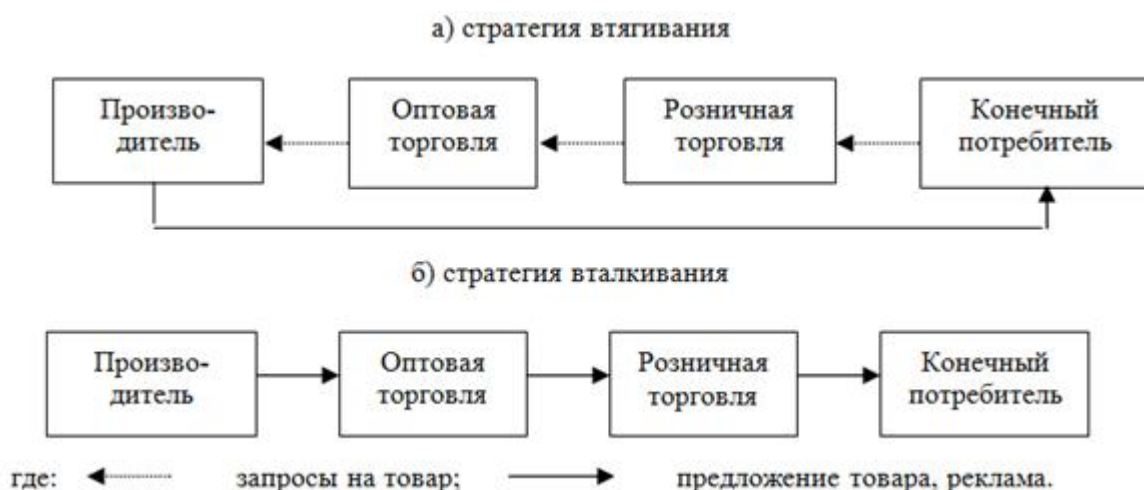 а) стратегия втягивания
Произво-
дитель
Оптовая
торговля
Розничная
торговля
Конечный
потребитель
б) стратегия вталкивания
Произво-
дитель
Оптовая
торговля
Розничная
торговля
Конечный
потребитель
где: запросы на товар; предложение товара, реклама.